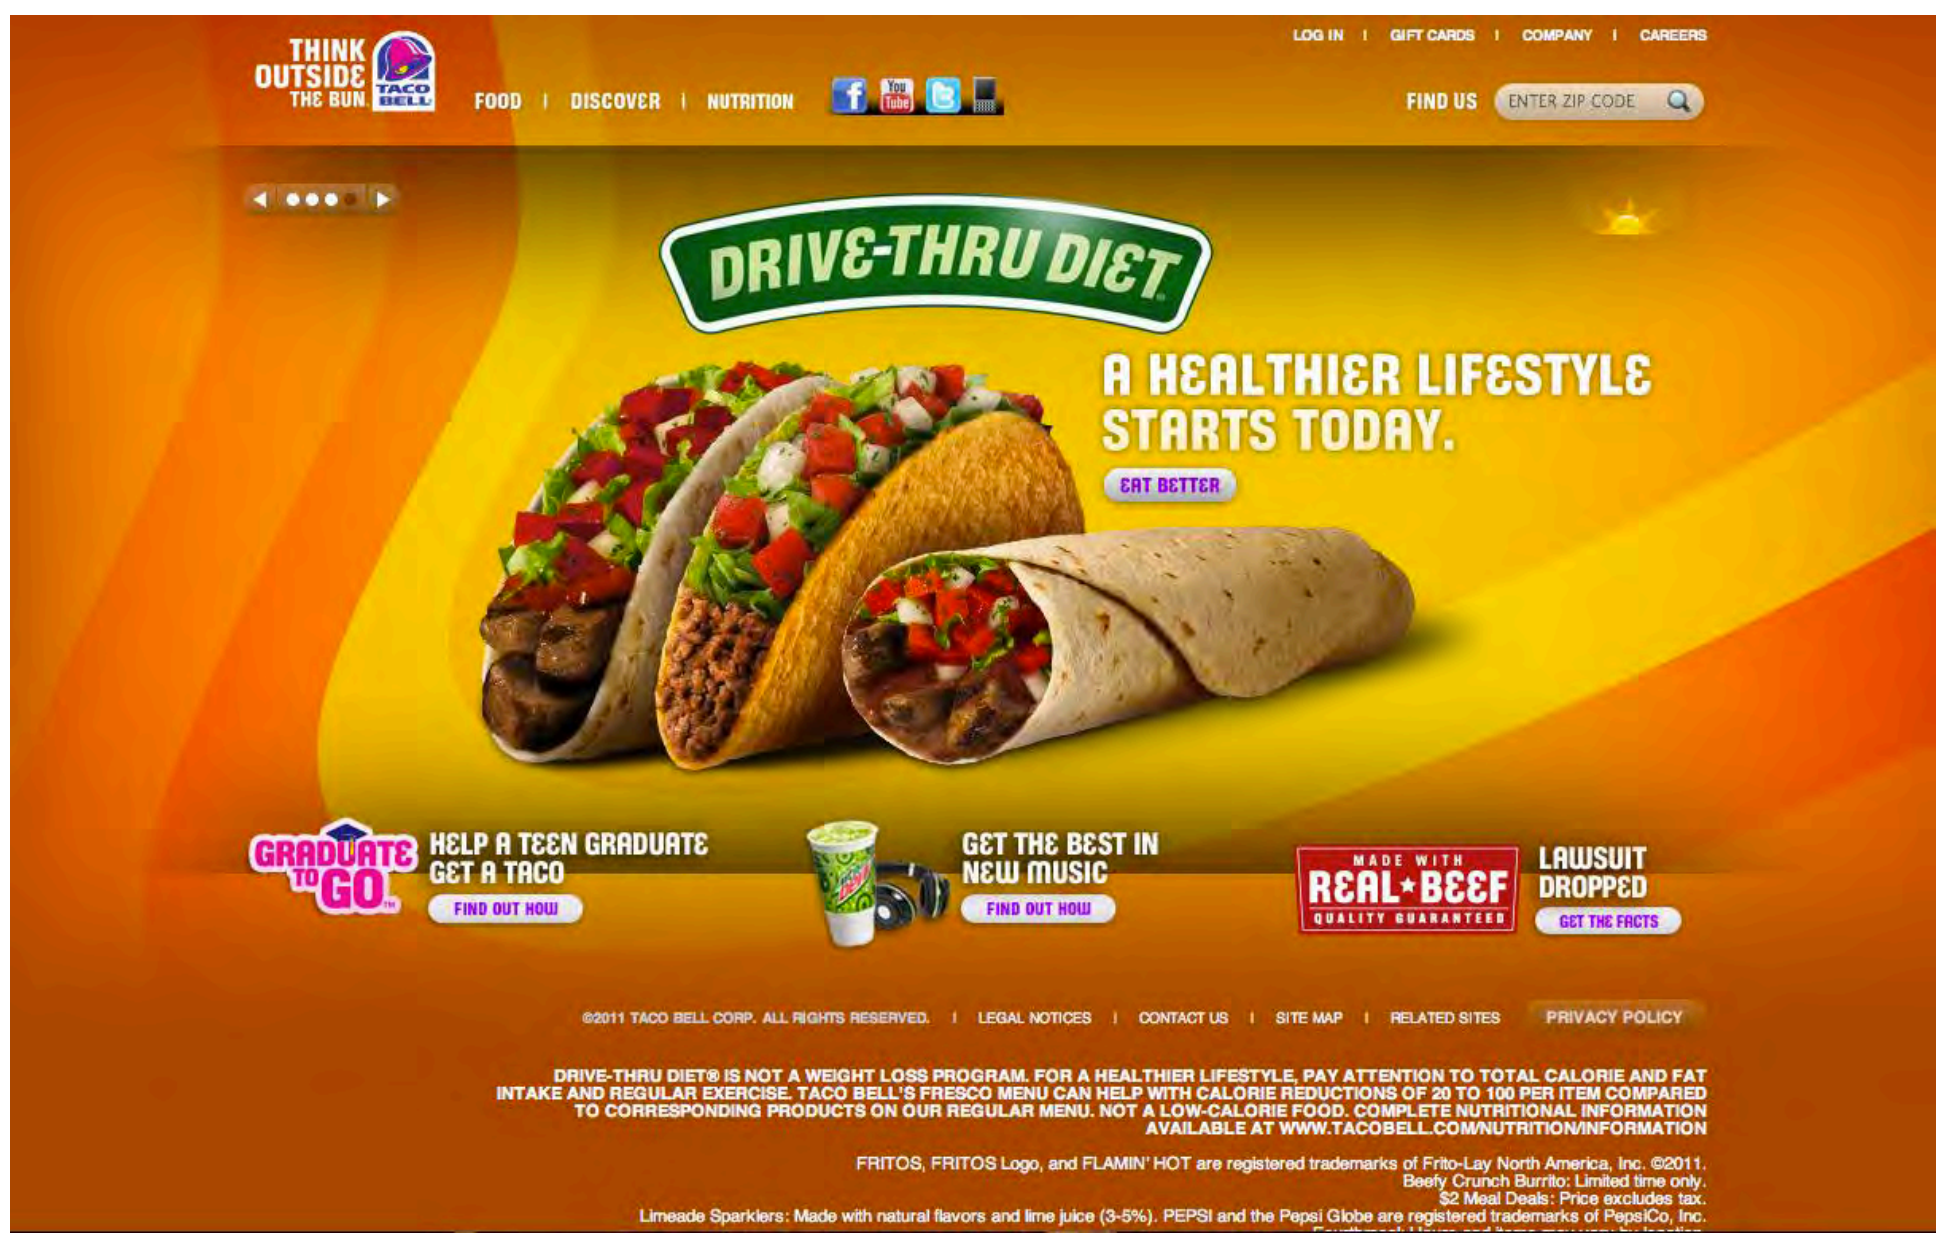 THINK
OUTSIDE
THE BUN.
TACO
BELL
LOG IN | GIFT CARDS | COMPANY | CAREERS
FOOD | DISCOVER | NUTRITION
f
You
Tube
t
FIND US
ENTER ZIP CODE
DRIVE-THRU DIET
A HEALTHIER LIFESTYLE
STARTS TODAY.
EAT BETTER
GRADUATE
TO
GO
HELP A TEEN GRADUATE
GET A TACO
FIND OUT HOW
GET THE BEST IN
NEW MUSIC
FIND OUT HOW
MADE WITH
REAL★BEEF
QUALITY GUARANTEED
LAWSUIT
DROPPED
GET THE FACTS
©2011 TACO BELL CORP. ALL RIGHTS RESERVED. | LEGAL NOTICES | CONTACT US | SITE MAP | RELATED SITES PRIVACY POLICY
DRIVE-THRU DIET® IS NOT A WEIGHT LOSS PROGRAM. FOR A HEALTHIER LIFESTYLE, PAY ATTENTION TO TOTAL CALORIE AND FAT
INTAKE AND REGULAR EXERCISE. TACO BELL'S FRESCO MENU CAN HELP WITH CALORIE REDUCTIONS OF 20 TO 100 PER ITEM COMPARED
TO CORRESPONDING PRODUCTS ON OUR REGULAR MENU. NOT A LOW-CALORIE FOOD. COMPLETE NUTRITIONAL INFORMATION
AVAILABLE AT WWW.TACOBELL.COM/NUTRITION/INFORMATION
FRITOS, FRITOS Logo, and FLAMIN' HOT are registered trademarks of Frito-Lay North America, Inc. ©2011.
Beefy Crunch Burrito: Limited time only.
$2 Meal Deals: Price excludes tax.
Limeade Sparklers: Made with natural flavors and lime juice (3-5%). PEPSI and the Pepsi Globe are registered trademarks of PepsiCo, Inc.